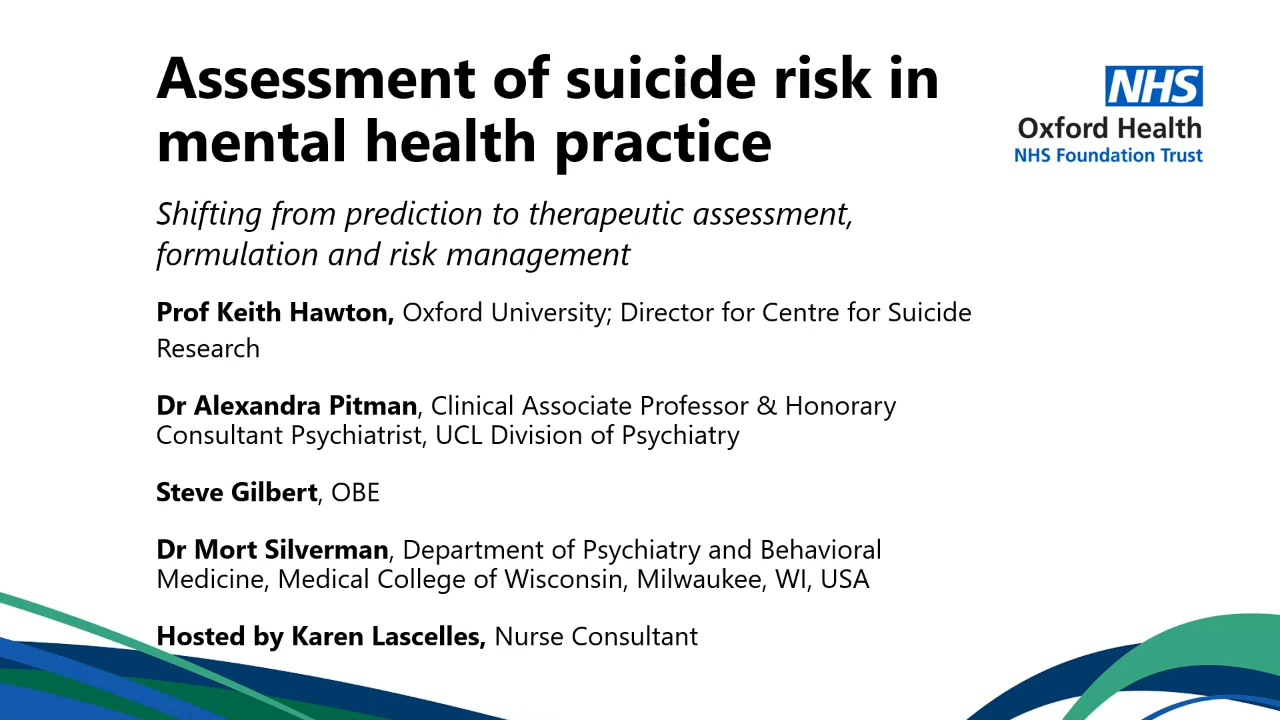 Assessment of suicide risk in
mental health practice
NHS
Oxford Health
NHS Foundation Trust
Shifting from prediction to therapeutic assessment,
formulation and risk management
Prof Keith Hawton, Oxford University; Director for Centre for Suicide
Research
Dr Alexandra Pitman, Clinical Associate Professor & Honorary
Consultant Psychiatrist, UCL Division of Psychiatry
Steve Gilbert, OBE
Dr Mort Silverman, Department of Psychiatry and Behavioral
Medicine, Medical College of Wisconsin, Milwaukee, WI, USA
Hosted by Karen Lascelles, Nurse Consultant